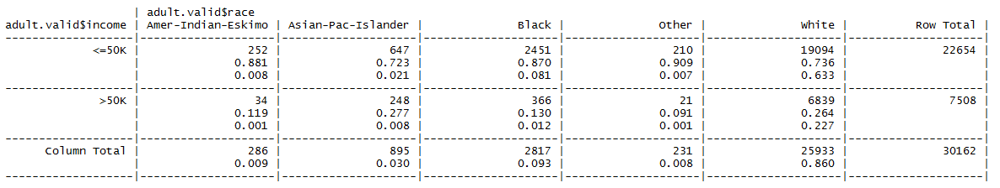 | adult.valid$race
adult.valid$income | Amer-Indian-Eskimo | Asian-Pac-Islander | Black | Other | White | Row Total |
-------------------|--------------------|--------------------|--------------------|--------------------|--------------------|--------------------|
<=50K | 252 | 647 | 2451 | 210 | 19094 | 22654 |
| 0.881 | 0.723 | 0.870 | 0.909 | 0.736 | |
| 0.008 | 0.021 | 0.081 | 0.007 | 0.633 | |
-------------------|--------------------|--------------------|--------------------|--------------------|--------------------|--------------------|
>50K | 34 | 248 | 366 | 21 | 6839 | 7508 |
| 0.119 | 0.277 | 0.130 | 0.091 | 0.264 | |
| 0.001 | 0.008 | 0.012 | 0.001 | 0.227 | |
-------------------|--------------------|--------------------|--------------------|--------------------|--------------------|--------------------|
Column Total | 286 | 895 | 2817 | 231 | 25933 | 30162 |
| 0.009 | 0.030 | 0.093 | 0.008 | 0.860 | |
-------------------|--------------------|--------------------|--------------------|--------------------|--------------------|--------------------|